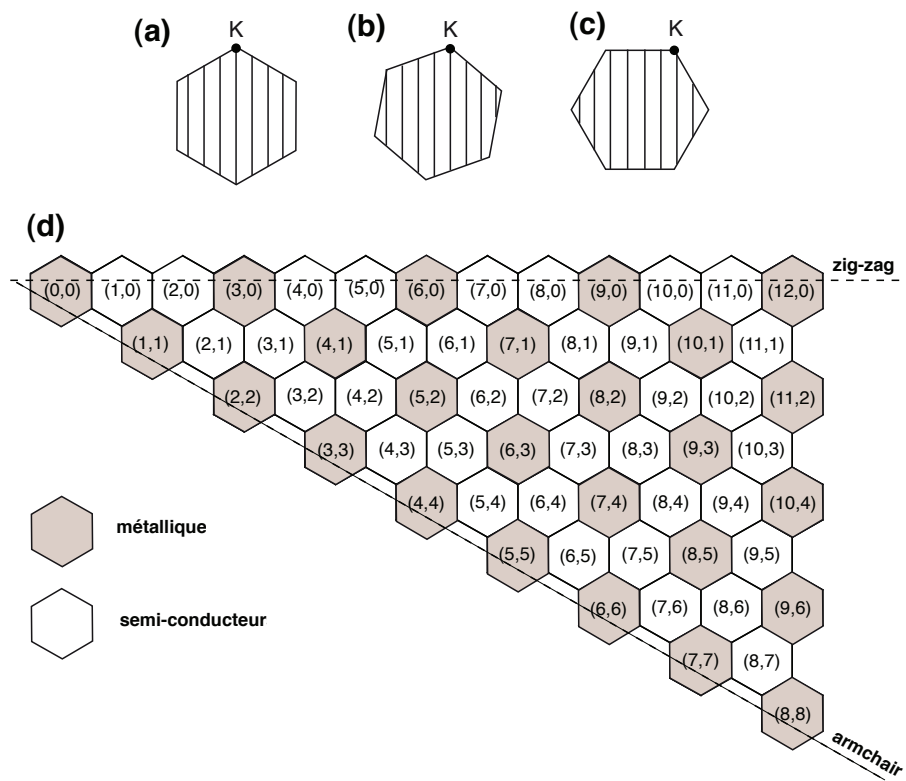 (a) (b) (c)
K K K
(d)
zig-zag
(0,0) (1,0) (2,0) (3,0) (4,0) (5,0) (6,0) (7,0) (8,0) (9,0) (10,0) (11,0) (12,0)
(1,1) (2,1) (3,1) (4,1) (5,1) (6,1) (7,1) (8,1) (9,1) (10,1) (11,1)
(2,2) (3,2) (4,2) (5,2) (6,2) (7,2) (8,2) (9,2) (10,2) (11,2)
(3,3) (4,3) (5,3) (6,3) (7,3) (8,3) (9,3) (10,3)
(4,4) (5,4) (6,4) (7,4) (8,4) (9,4) (10,4)
métallique
(5,5) (6,5) (7,5) (8,5) (9,5)
(6,6) (7,6) (8,6) (9,6)
semi-conducteur
(7,7) (8,7)
(8,8)
armchair